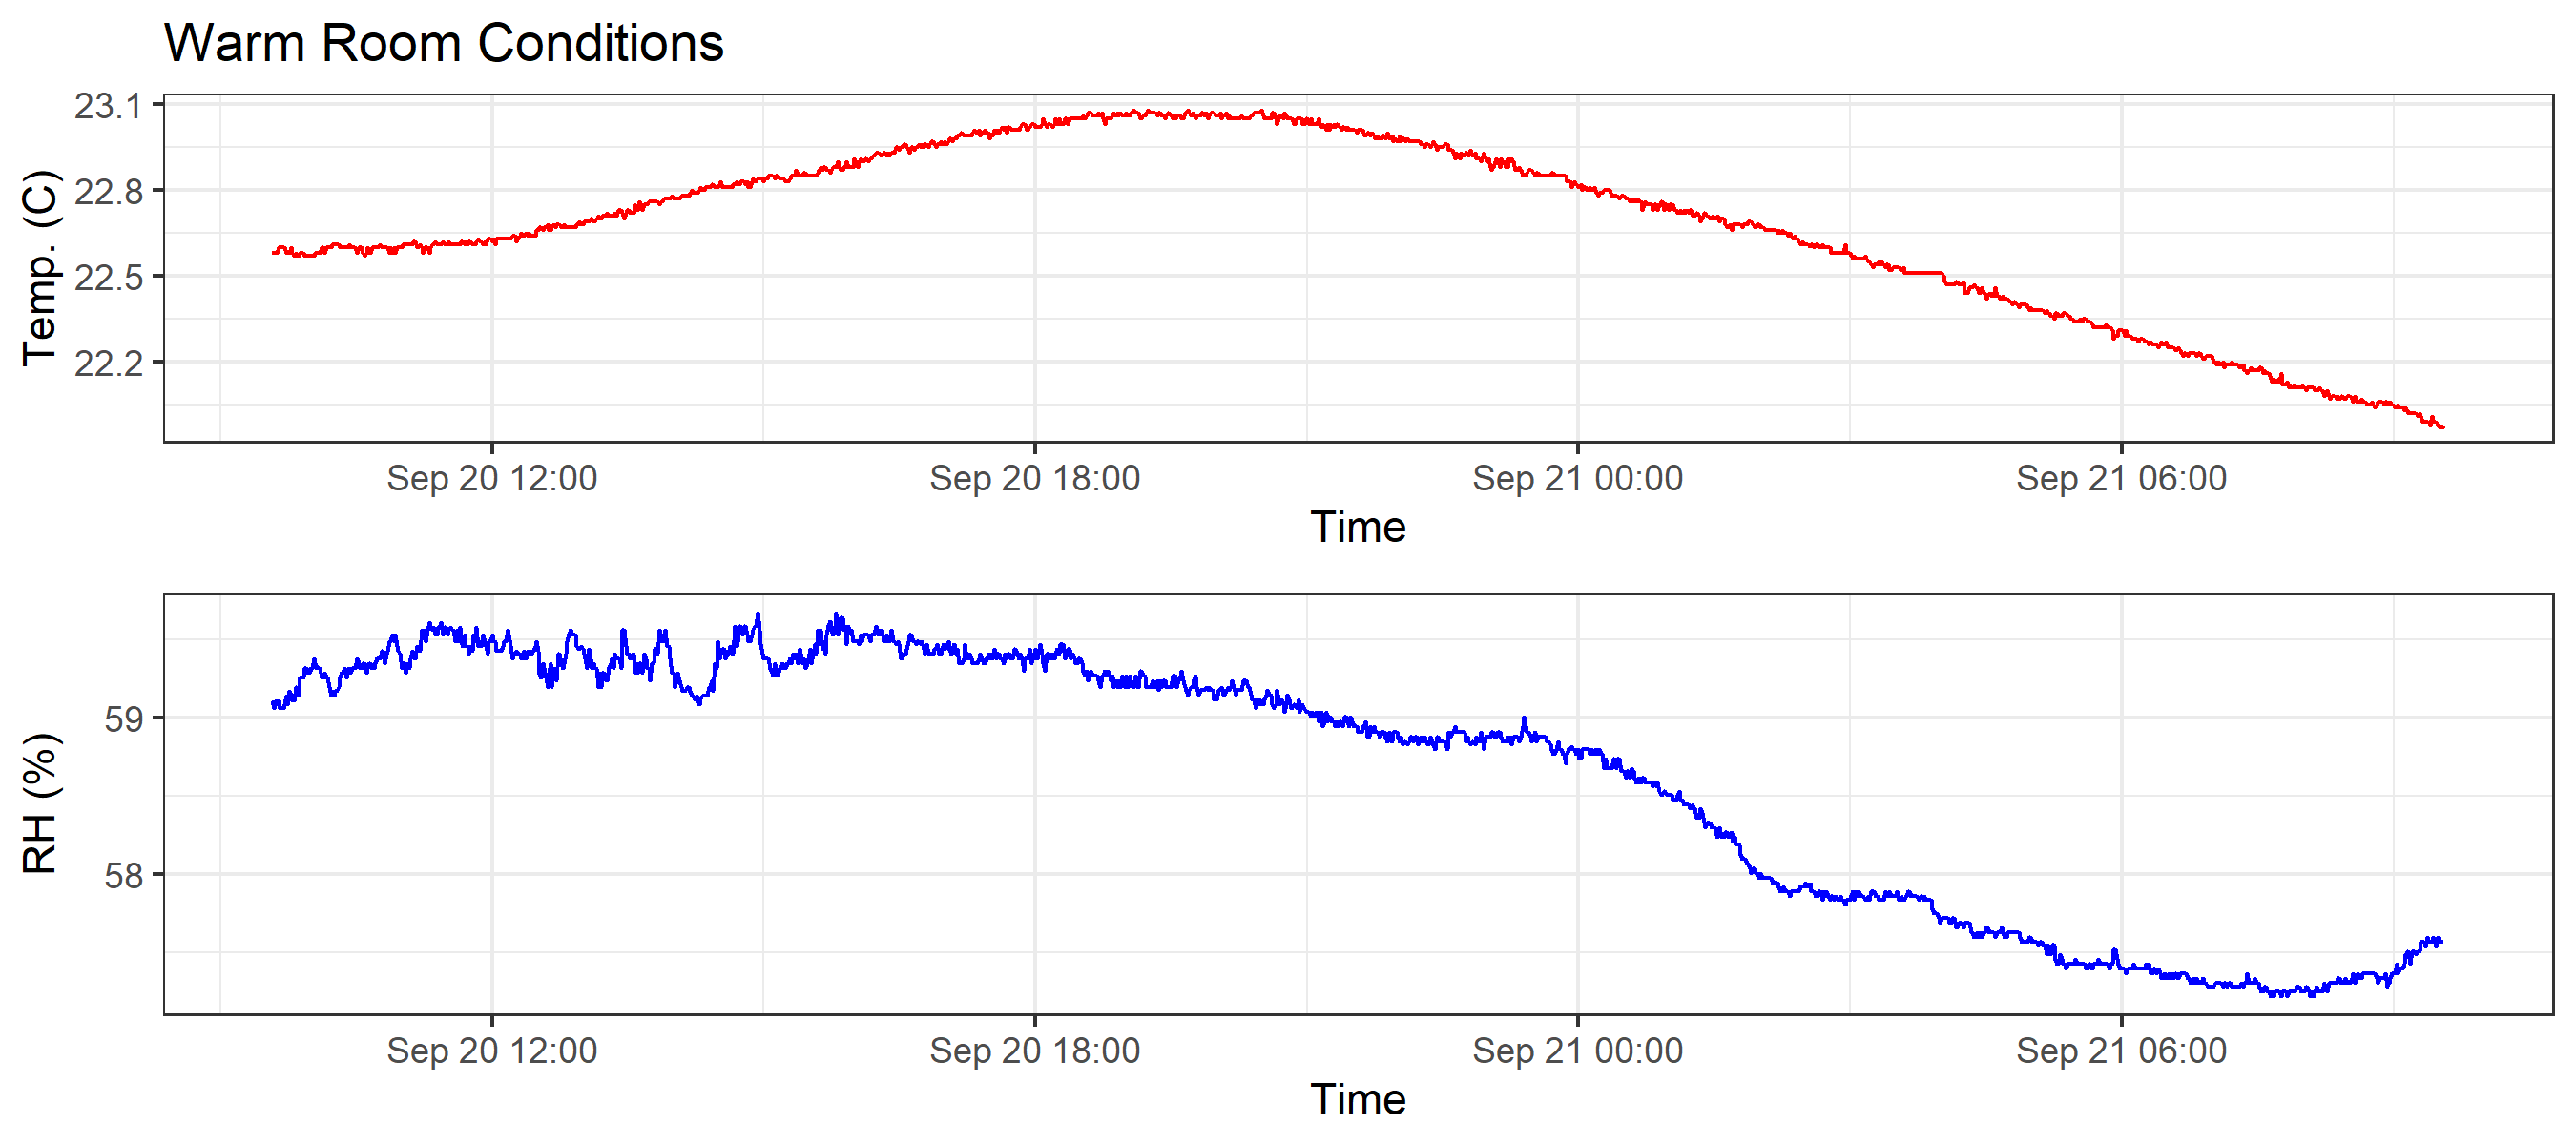 Warm Room Conditions
23.1
22.8
22.5
22.2
Temp. (C)
Sep 20 12:00 Sep 20 18:00 Sep 21 00:00 Sep 21 06:00
Time
59
58
RH (%)
Sep 20 12:00 Sep 20 18:00 Sep 21 00:00 Sep 21 06:00
Time